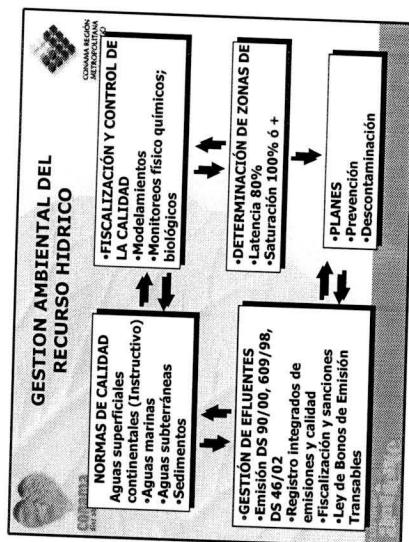 GESTION AMBIENTAL DEL
RECURSO HIDRICO
CONAMA REGIÓN
METROPOLITANA
conama
NORMAS DE CALIDAD
Aguas superficiales
continentales (Instructivo)
•Aguas marinas
•Aguas subterráneas
•Sedimentos
•FISCALIZACIÓN Y CONTROL DE
LA CALIDAD
•Modelamientos
•Monitoreos físico químicos;
biológicos
•GESTIÓN DE EFLUENTES
•Emisión DS 90/00, 609/98,
DS 46/02
•Registro integrados de
emisiones y calidad
•Fiscalización y sanciones
•Ley de Bonos de Emisión
Transables
•DETERMINACIÓN DE ZONAS DE
•Latencia 80%
•Saturación 100% ó +
•PLANES
•Prevención
•Descontaminación